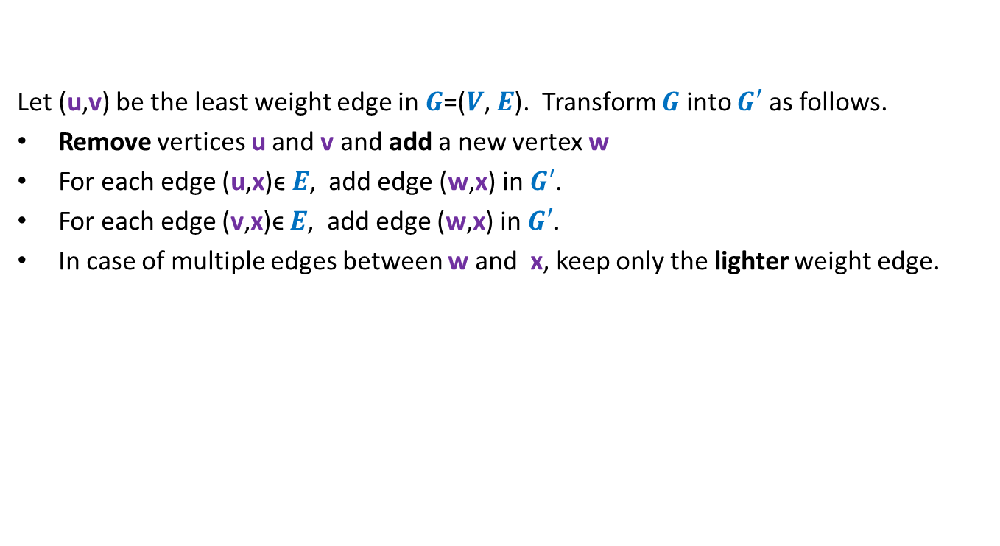 Let (u,v) be the least weight edge in G=(V, E). Transform G into G′ as follows.
• Remove vertices u and v and add a new vertex w
• For each edge (u,x)ϵ E, add edge (w,x) in G′.
• For each edge (v,x)ϵ E, add edge (w,x) in G′.
• In case of multiple edges between w and x, keep only the lighter weight edge.